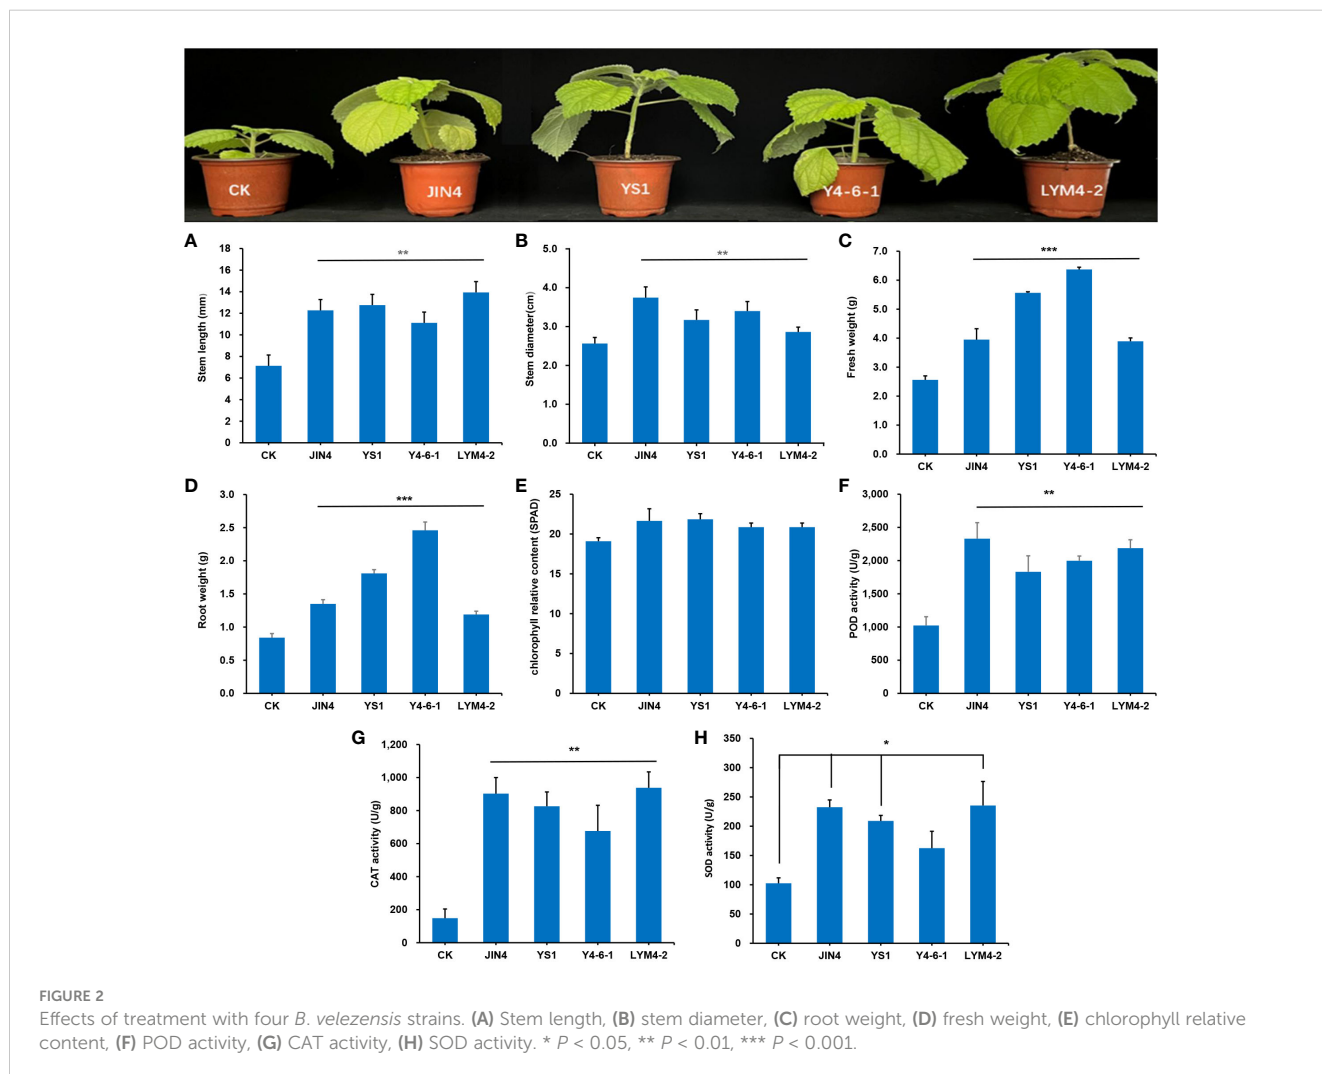 CK
JIN4
YS1
Y4-6-1
LYM4-2
A
Stem length (mm)
18
16
14
12
10
8
6
4
2
0
**
CK JIN4 YS1 Y4-6-1 LYM4-2
B
Stem diameter(cm)
5.0
4.0
3.0
2.0
1.0
0.0
**
CK JIN4 YS1 Y4-6-1 LYM4-2
C
Fresh weight (g)
7.0
6.0
5.0
4.0
3.0
2.0
1.0
0.0
***
CK JIN4 YS1 Y4-6-1 LYM4-2
D
Root weight (g)
3.0
2.5
2.0
1.5
1.0
0.5
0.0
***
CK JIN4 YS1 Y4-6-1 LYM4-2
E
chlorophyll relative content (SPAD)
25
20
15
10
5
0
CK JIN4 YS1 Y4-6-1 LYM4-2
F
POD activity (U/g)
3,000
2,500
2,000
1,500
1,000
500
0
**
CK JIN4 YS1 Y4-6-1 LYM4-2
G
CAT activity (U/g)
1,200
1,000
800
600
400
200
0
**
CK JIN4 YS1 Y4-6-1 LYM4-2
H
SOD activity (U/g)
350
300
250
200
150
100
50
0
*
CK JIN4 YS1 Y4-6-1 LYM4-2
FIGURE 2
Effects of treatment with four B. velezensis strains. (A) Stem length, (B) stem diameter, (C) root weight, (D) fresh weight, (E) chlorophyll relative
content, (F) POD activity, (G) CAT activity, (H) SOD activity. * P < 0.05, ** P < 0.01, *** P < 0.001.